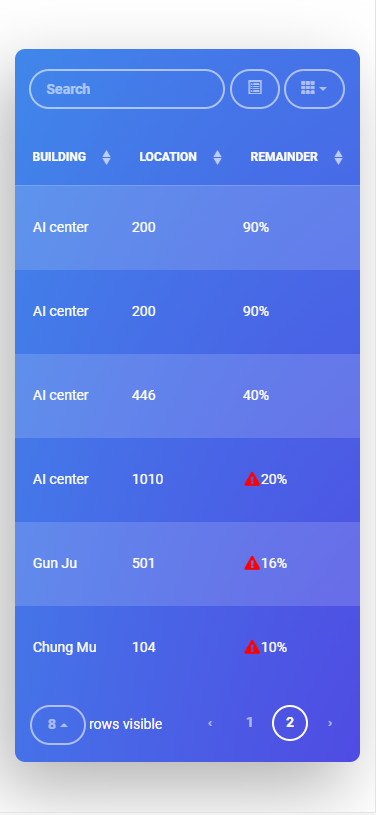 Search
BUILDING LOCATION REMAINDER
AI center 200 90%
AI center 200 90%
AI center 446 40%
AI center 1010 20%
Gun Ju 501 16%
Chung Mu 104 10%
8 rows visible ‹ 1 2 ›